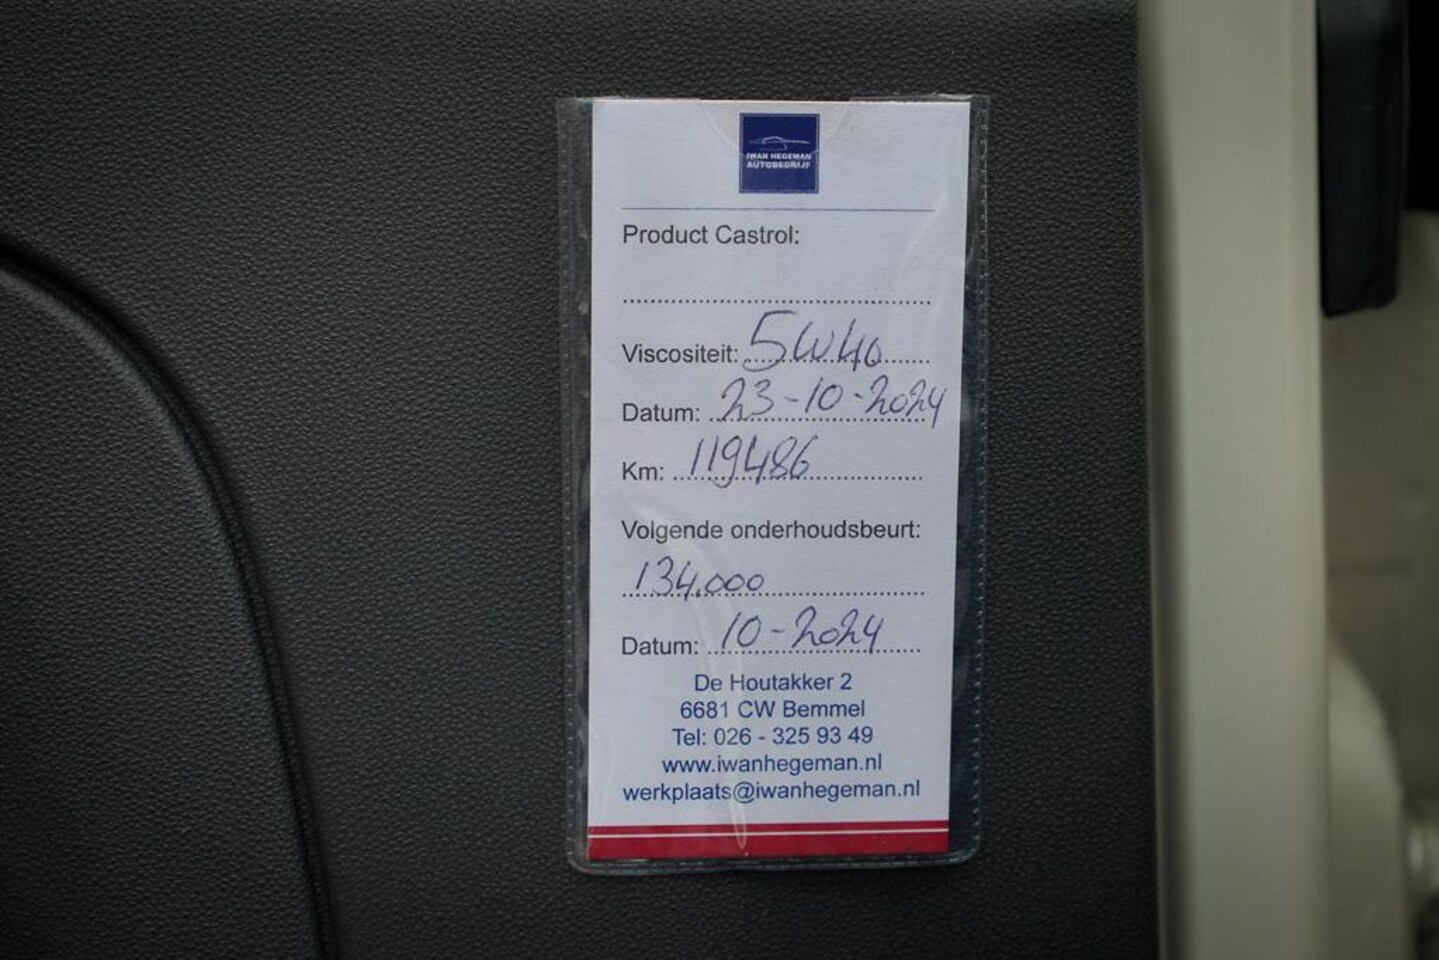 IWAN HEGEMAN
AUTOBEDRIJF
Product Castrol:
Viscositeit: 5W40
Datum: 23-10-2024
Km: 119486
Volgende onderhoudsbeurt:
134.000
Datum: 10-2024
De Houtakker 2
6681 CW Bemmel
Tel: 026 - 325 93 49
www.iwanhegeman.nl
werkplaats@iwanhegeman.nl